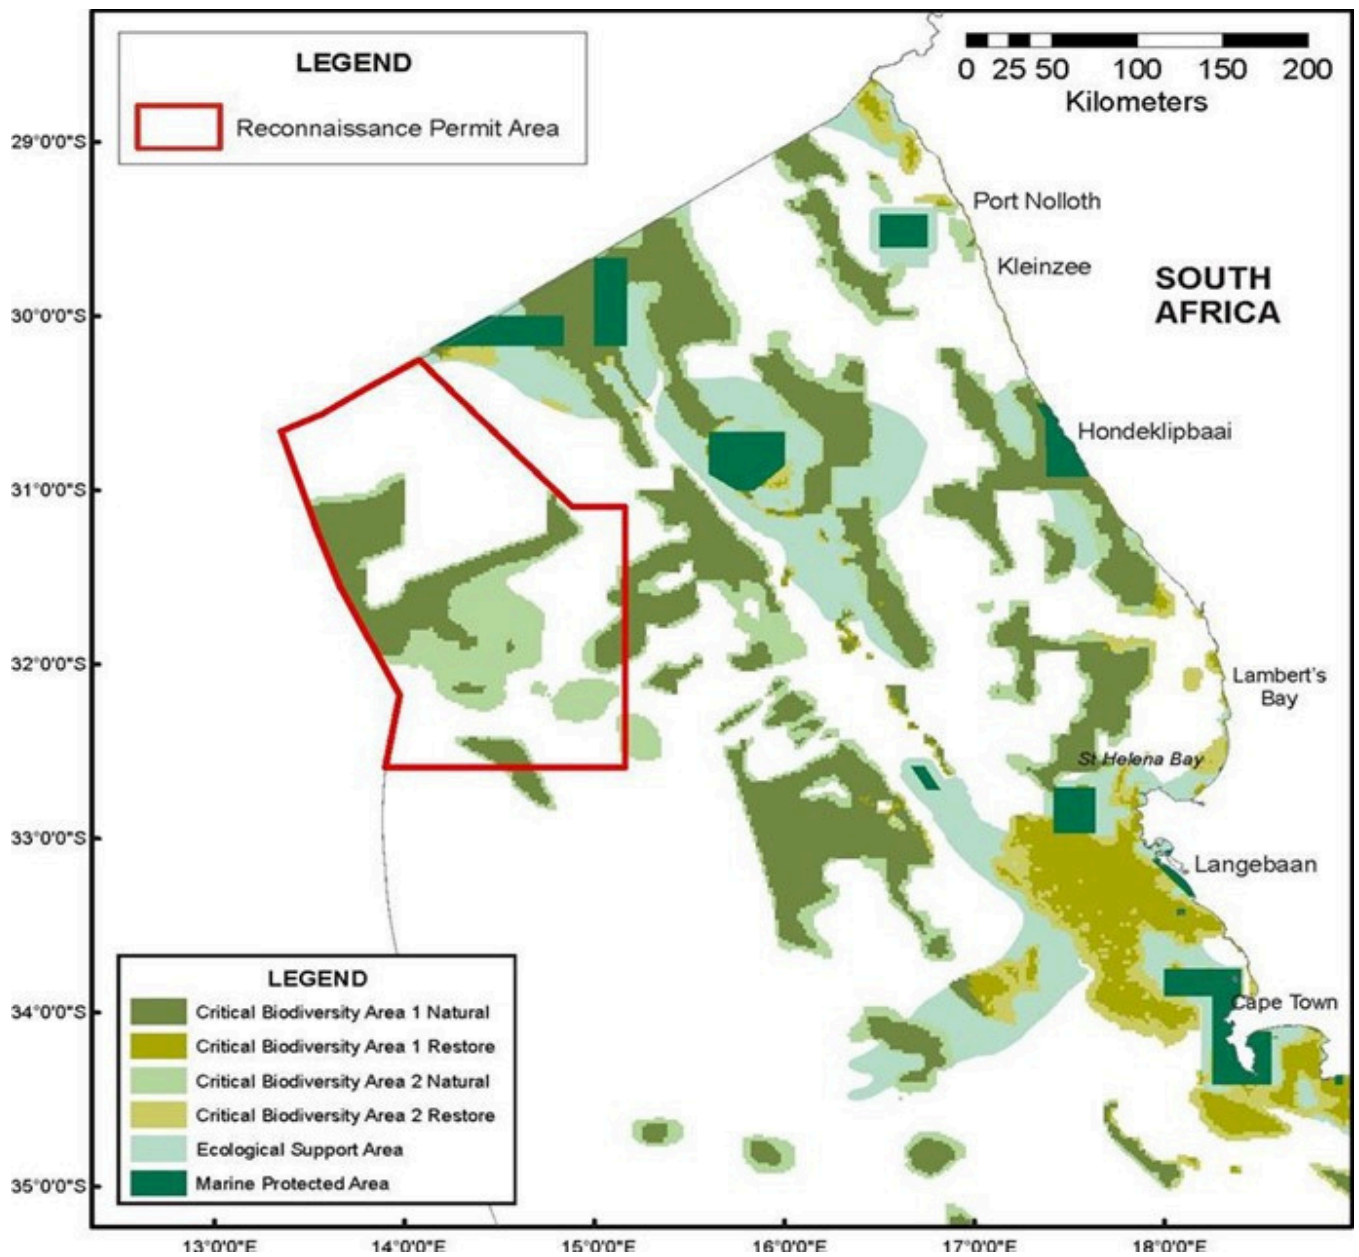 LEGEND
Reconnaissance Permit Area
0 25 50 100 150 200
Kilometers
29°0'0"S
30°0'0"S
31°0'0"S
32°0'0"S
33°0'0"S
34°0'0"S
35°0'0"S
Port Nolloth
Kleinzee
SOUTH
AFRICA
Hondeklipbaai
Lambert's
Bay
St Helena Bay
Langebaan
Cape Town
LEGEND
Critical Biodiversity Area 1 Natural
Critical Biodiversity Area 1 Restore
Critical Biodiversity Area 2 Natural
Critical Biodiversity Area 2 Restore
Ecological Support Area
Marine Protected Area
13°0'0"E 14°0'0"E 15°0'0"E 16°0'0"E 17°0'0"E 18°0'0"E